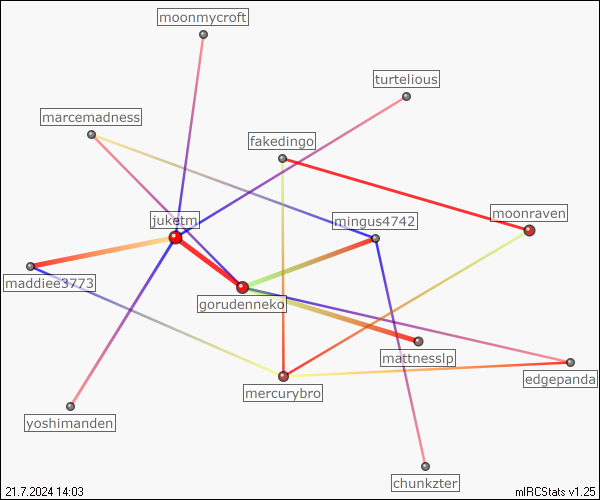 moonmycroft
turtelious
marcemadness
fakedingo
juketm
mingus4742
moonraven
maddiee3773
gorudenneko
mattnesslp
edgepanda
mercurybro
yoshimanden
chunkzter
21.7.2024 14:03
mIRCStats v1.25